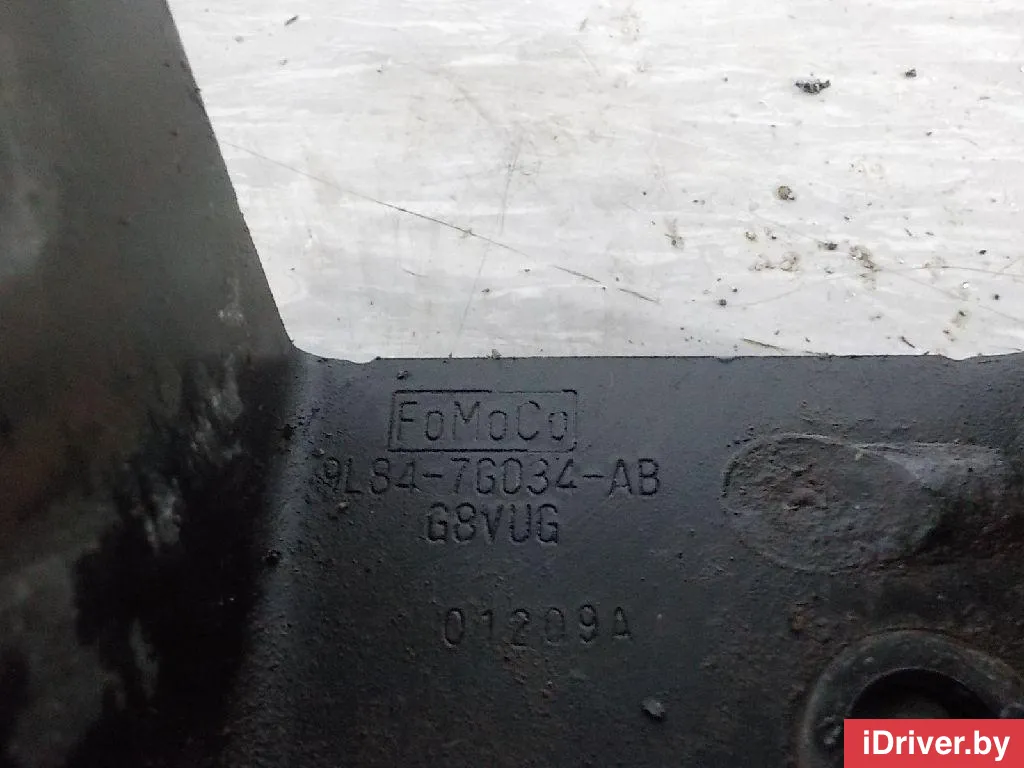 FoMoCo
9L84-7G034-AB
G8VUG
01209A
iDriver.by